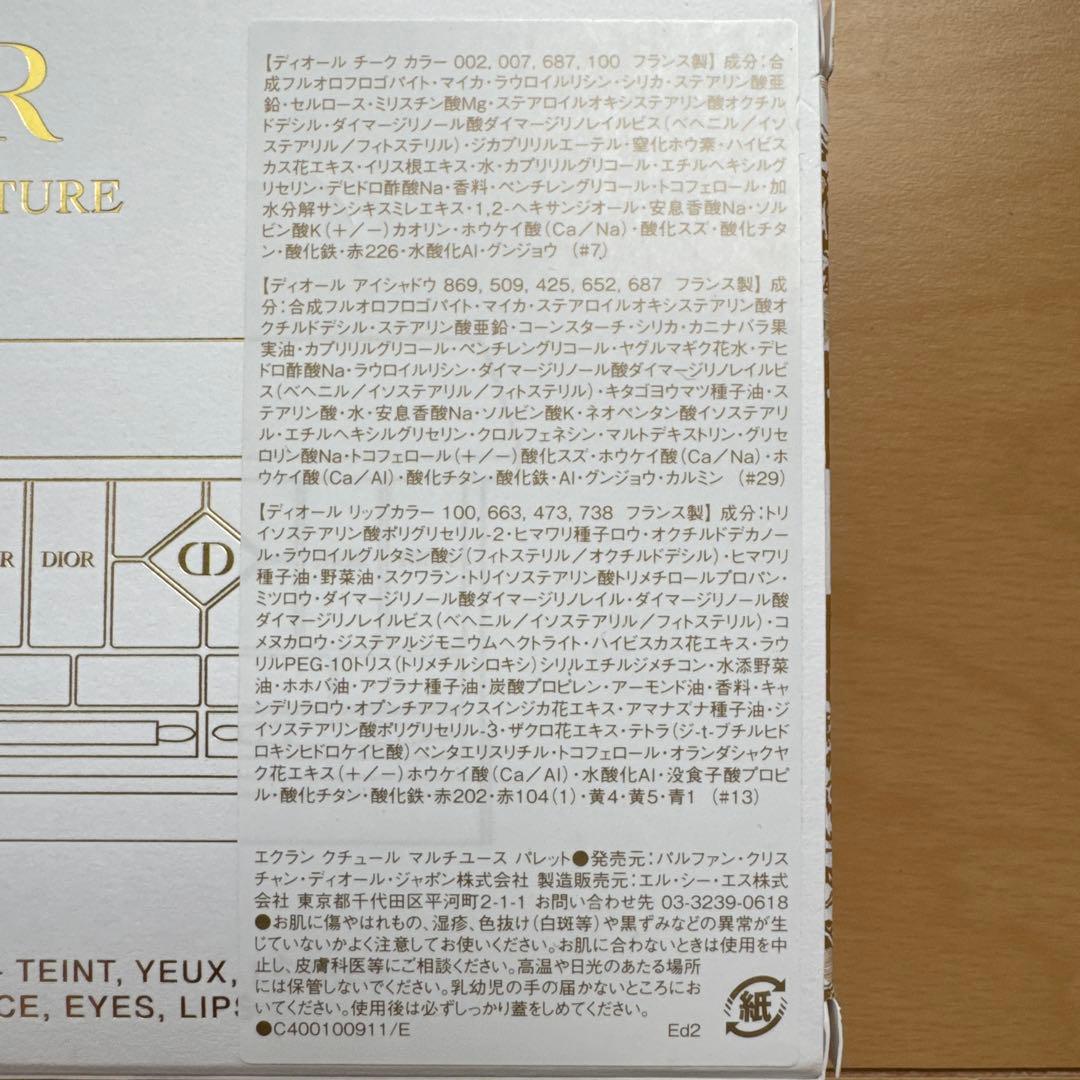 R
TURE
R
DIOR
CD
- TEINT, YEUX,
CE, EYES, LIPS
【ディオール チーク カラー 002, 007, 687, 100 フランス製】 成分：合
成フルオロフロゴパイト・マイカ・ラウロイルリシン・シリカ・ステアリン酸亜
鉛・セルロース・ミリスチン酸Mg・ステアロイルオキシステアリン酸オクチル
ドデシル・ダイマージリノール酸ダイマージリノレイルビス（ベヘニル／イソ
ステアリル／フィトステリル）・ジカプリリルエーテル・窒化ホウ素・ハイビス
カス花エキス・イリス根エキス・水・カプリリルグリコール・エチルヘキシルグ
リセリン・デヒドロ酢酸Na・香料・ペンチレングリコール・トコフェロール・加
水分解サンシキスミレエキス・1,2-ヘキサンジオール・安息香酸Na・ソル
ビン酸K（＋／－）カオリン・ホウケイ酸（Ca／Na）・酸化スズ・酸化チタ
ン・酸化鉄・赤226・水酸化Al・グンジョウ （#7）
【ディオール アイシャドウ 869, 509, 425, 652, 687 フランス製】 成
分：合成フルオロフロゴパイト・マイカ・ステアロイルオキシステアリン酸オ
クチルドデシル・ステアリン酸亜鉛・コーンスターチ・シリカ・カニナバラ果
実油・カプリリルグリコール・ペンチレングリコール・ヤグルマギク花水・デヒ
ドロ酢酸Na・ラウロイルリシン・ダイマージリノール酸ダイマージリノレイルビ
ス（ベヘニル／イソステアリル／フィトステリル）・キタゴヨウマツ種子油・ス
テアリン酸・水・安息香酸Na・ソルビン酸K・ネオペンタン酸イソステアリ
ル・エチルヘキシルグリセリン・クロルフェネシン・マルトデキストリン・グリセ
ロリン酸Na・トコフェロール（＋／－）酸化スズ・ホウケイ酸（Ca／Na）・ホ
ウケイ酸（Ca／Al）・酸化チタン・酸化鉄・Al・グンジョウ・カルミン （#29）
【ディオール リップカラー 100, 663, 473, 738 フランス製】 成分：トリ
イソステアリン酸ポリグリセリル-2・ヒマワリ種子ロウ・オクチルドデカノー
ル・ラウロイルグルタミン酸ジ（フィトステリル／オクチルドデシル）・ヒマワリ
種子油・野菜油・スクワラン・トリイソステアリン酸トリメチロールプロパン・
ミツロウ・ダイマージリノール酸ダイマージリノレイル・ダイマージリノール酸
ダイマージリノレイルビス（ベヘニル／イソステアリル／フィトステリル）・コ
メヌカロウ・ジステアルジモニウムヘクトライト・ハイビスカス花エキス・ラウ
リルPEG-10トリス（トリメチルシロキシ）シリルエチルジメチコン・水添野菜
油・ホホバ油・アブラナ種子油・炭酸プロピレン・アーモンド油・香料・キャ
ンデリラロウ・オプンチアフィクスインジカ花エキス・アマナズナ種子油・ジ
イソステアリン酸ポリグリセリル-3・ザクロ花エキス・テトラ（ジ-t-ブチルヒド
ロキシヒドロケイヒ酸）ペンタエリスリチル・トコフェロール・オランダシャクヤ
ク花エキス（＋／－）ホウケイ酸（Ca／Al）・水酸化Al・没食子酸プロピ
ル・酸化チタン・酸化鉄・赤202・赤104（1）・黄4・黄5・青1 （#13）
エクラン クチュール マルチユース パレット●発売元：パルファン・クリス
チャン・ディオール・ジャポン株式会社 製造販売元：エル・シー・エス株式
会社 東京都千代田区平河町2-1-1 お問い合わせ先 03-3239-0618
●お肌に傷やはれもの、湿疹、色抜け（白斑等）や黒ずみなどの異常が生
じていないかよく注意してお使いください。お肌に合わないときは使用を中
止し、皮膚科医等にご相談ください。高温や日光のあたる場所
には保管しないでください。乳幼児の手の届かないところにお
いてください。使用後は必ずしっかり蓋をしめてください。
●C400100911/E
Ed2
紙